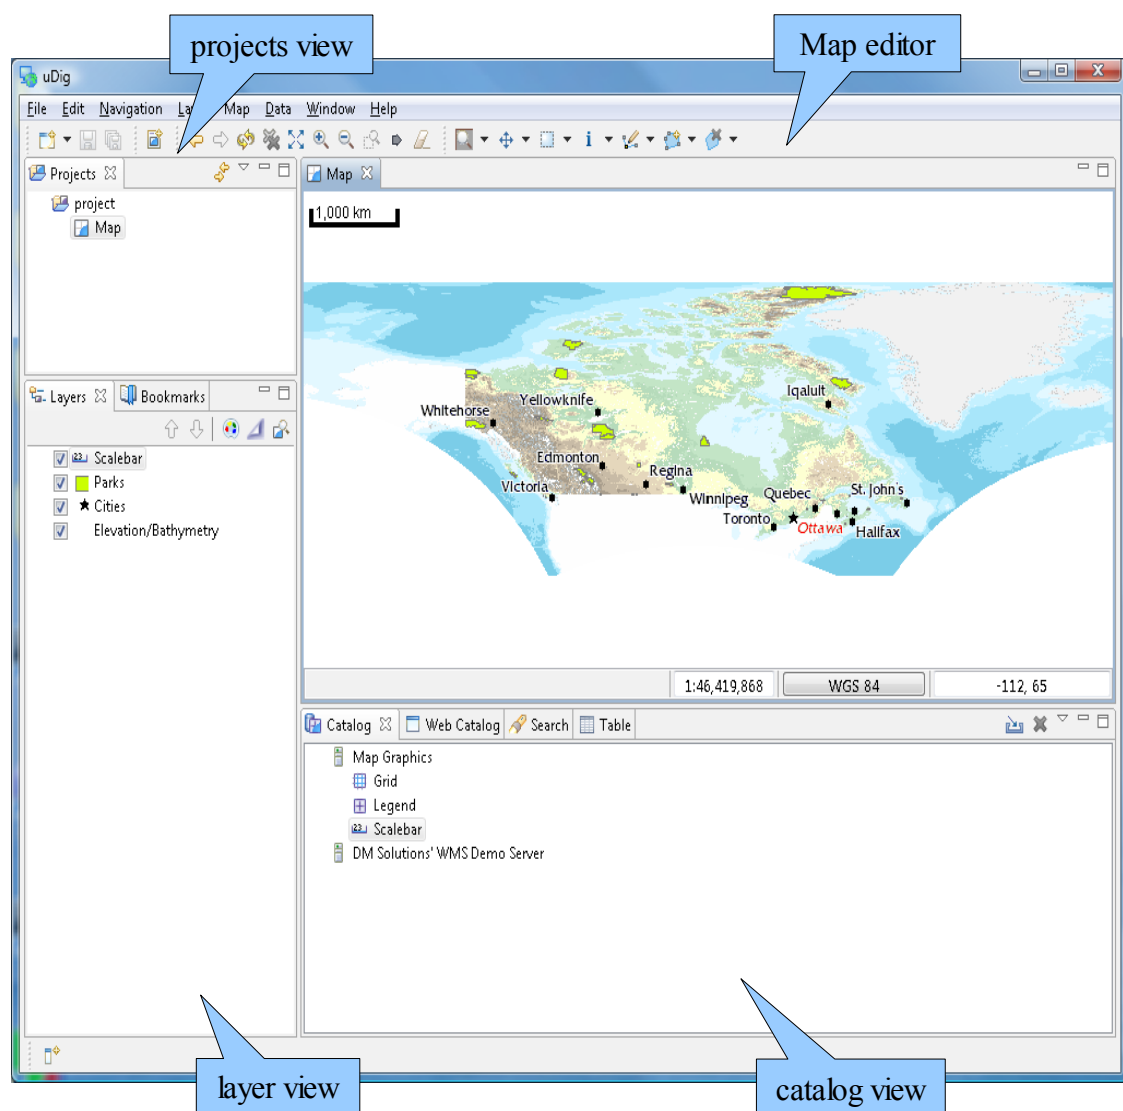 projects view
Map editor
uDig
File Edit Navigation La Map Data Window Help
Projects
project
Map
Map
1,000 km
Iqalult
Yellowknife
Whitehorse
Edmonton
Regina
Victoria
Winnipeg
Quebec
St. John's
Toronto
Ottawa
Halifax
1:46,419,868 WGS 84 -112, 65
Layers Bookmarks
23 Scalebar
Parks
Cities
Elevation/Bathymetry
Catalog Web Catalog Search Table
Map Graphics
Grid
Legend
23 Scalebar
DM Solutions' WMS Demo Server
layer view
catalog view